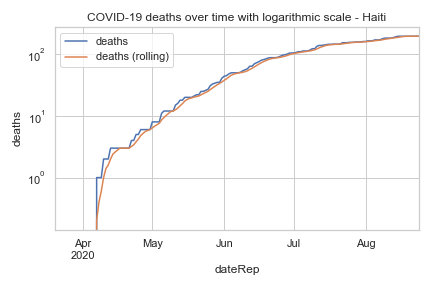 COVID-19 deaths over time with logarithmic scale - Haiti
deaths
deaths (rolling)
10²
10¹
10⁰
deaths
Apr
2020
May
Jun
Jul
Aug
dateRep